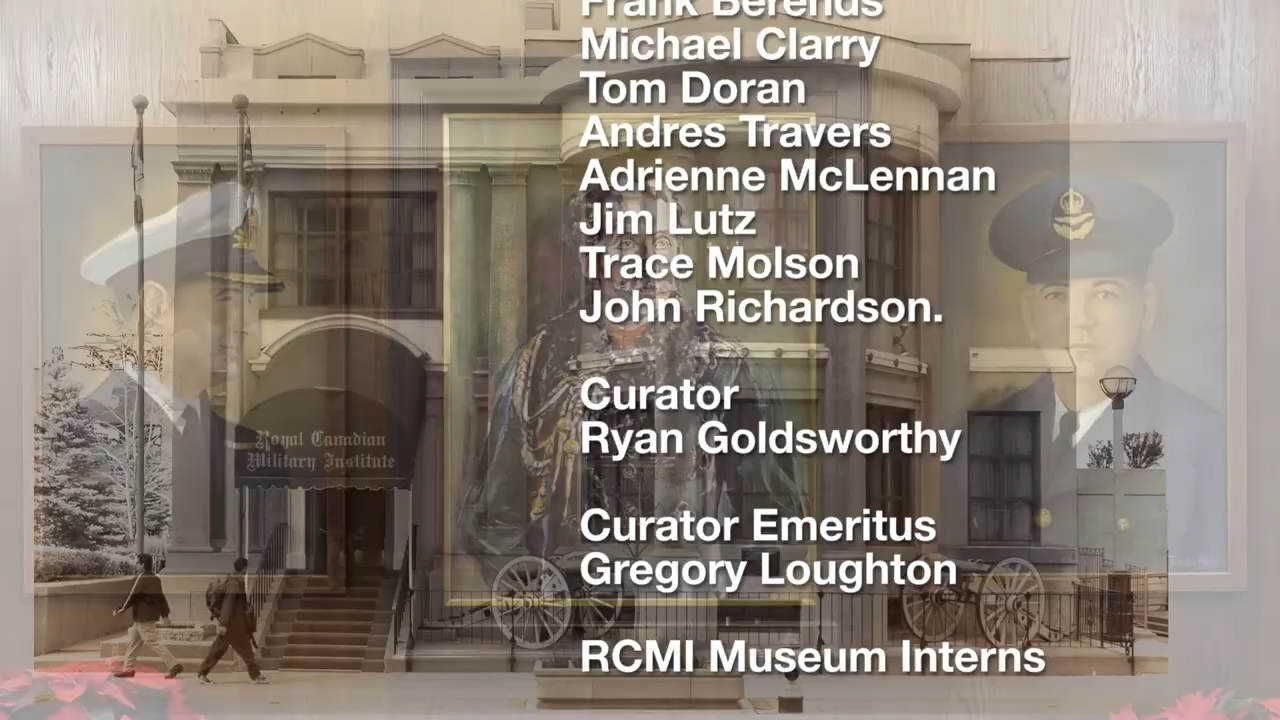 Frank Berends
Michael Clarry
Tom Doran
Andres Travers
Adrienne McLennan
Jim Lutz
Trace Molson
John Richardson.
Curator
Ryan Goldsworthy
Royal Canadian
Military Institute
Curator Emeritus
Gregory Loughton
RCMI Museum Interns